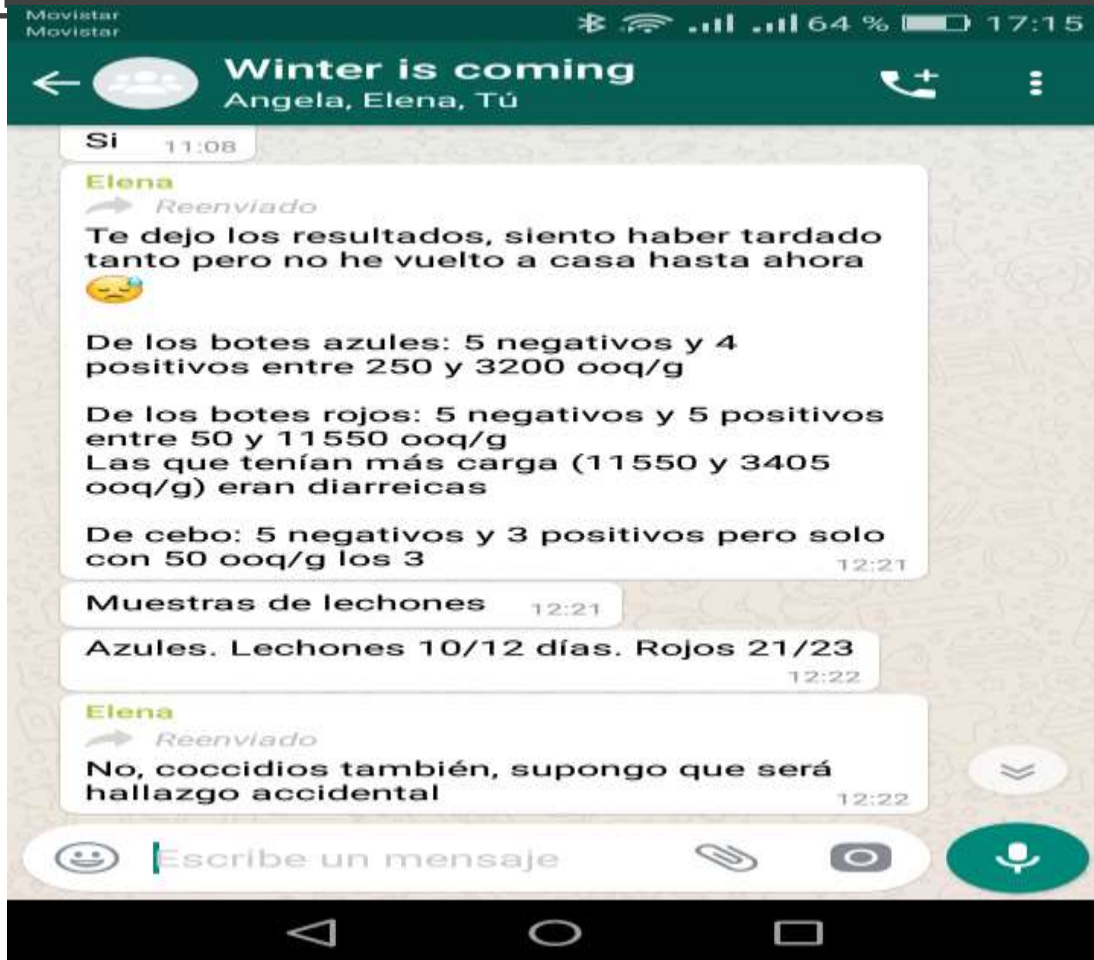 Movistar
Movistar
64 %
17:15
Winter is coming
Angela, Elena, Tú
Si 11:08
Elena
Reenviado
Te dejo los resultados, siento haber tardado
tanto pero no he vuelto a casa hasta ahora
De los botes azules: 5 negativos y 4
positivos entre 250 y 3200 ooq/g
De los botes rojos: 5 negativos y 5 positivos
entre 50 y 11550 ooq/g
Las que tenían más carga (11550 y 3405
ooq/g) eran diarreicas
De cebo: 5 negativos y 3 positivos pero solo
con 50 ooq/g los 3
12:21
Muestras de lechones 12:21
Azules. Lechones 10/12 días. Rojos 21/23
12:22
Elena
Reenviado
No, coccidios también, supongo que será
hallazgo accidental
12:22
Escribe un mensaje